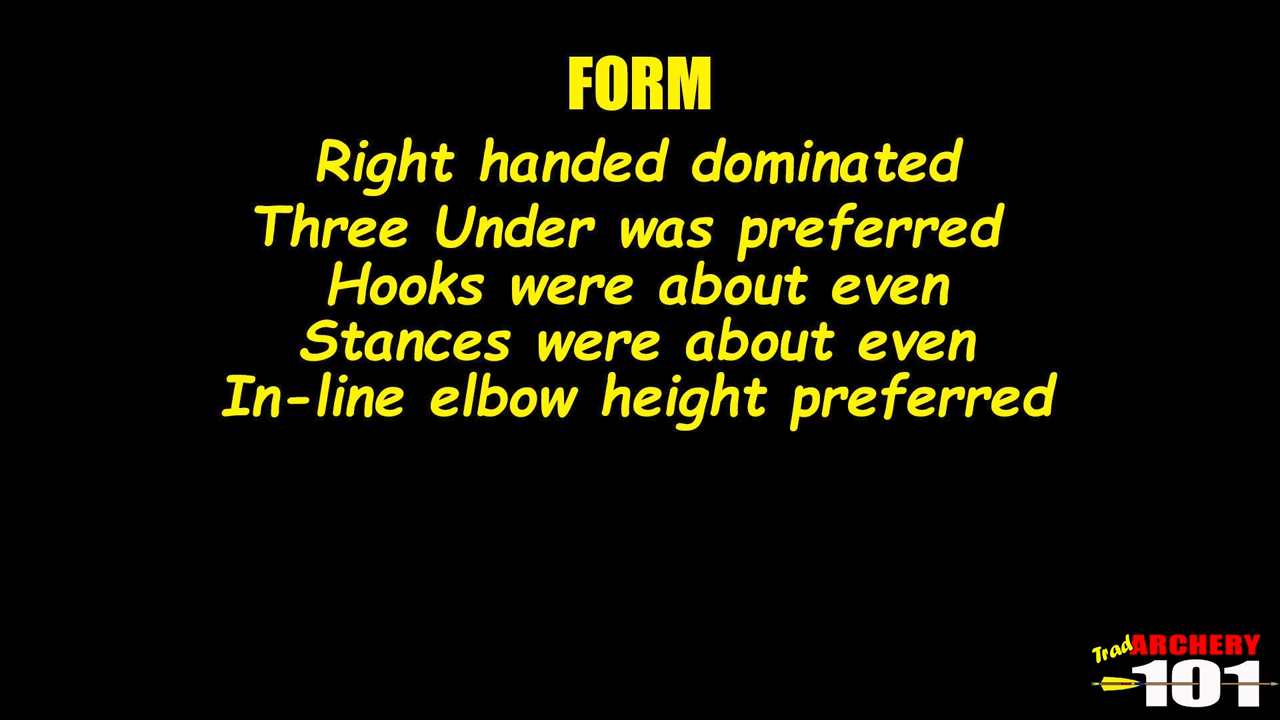 FORM
Right handed dominated
Three Under was preferred
Hooks were about even
Stances were about even
In-line elbow height preferred
TradARCHERY
101